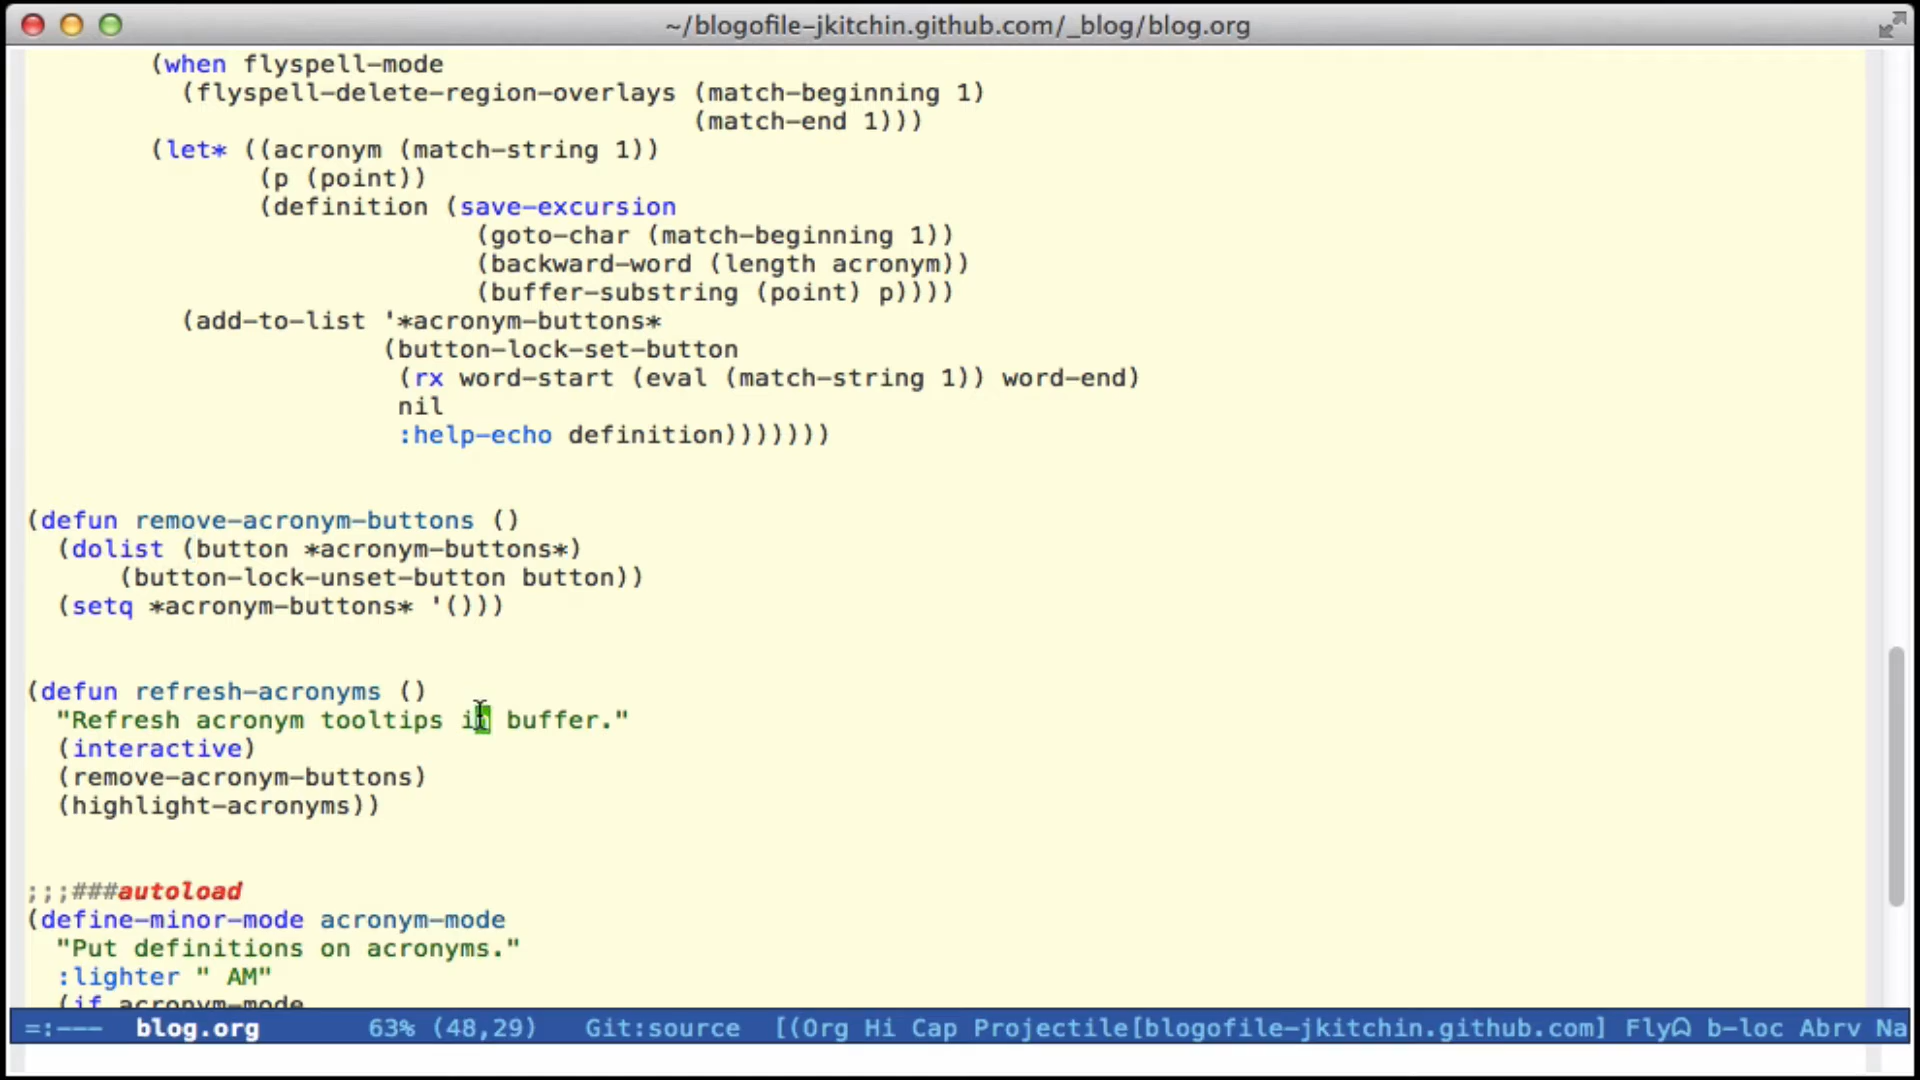 ~/blogofile-jkitchin.github.com/_blog/blog.org
(when flyspell-mode
(flyspell-delete-region-overlays (match-beginning 1)
(match-end 1)))
(let* ((acronym (match-string 1))
(p (point))
(definition (save-excursion
(goto-char (match-beginning 1))
(backward-word (length acronym))
(buffer-substring (point) p))))
(add-to-list '*acronym-buttons*
(button-lock-set-button
(rx word-start (eval (match-string 1)) word-end)
nil
:help-echo definition)))))))
(defun remove-acronym-buttons ()
(dolist (button *acronym-buttons*)
(button-lock-unset-button button))
(setq *acronym-buttons* '()))
(defun refresh-acronyms ()
"Refresh acronym tooltips in buffer."
(interactive)
(remove-acronym-buttons)
(highlight-acronyms))
;;;###autoload
(define-minor-mode acronym-mode
"Put definitions on acronyms."
:lighter " AM"
(if acronym-mode
=:--- blog.org 63% (48,29) Git:source [(Org Hi Cap Projectile[blogofile-jkitchin.github.com] Fly b-loc Abrv Na